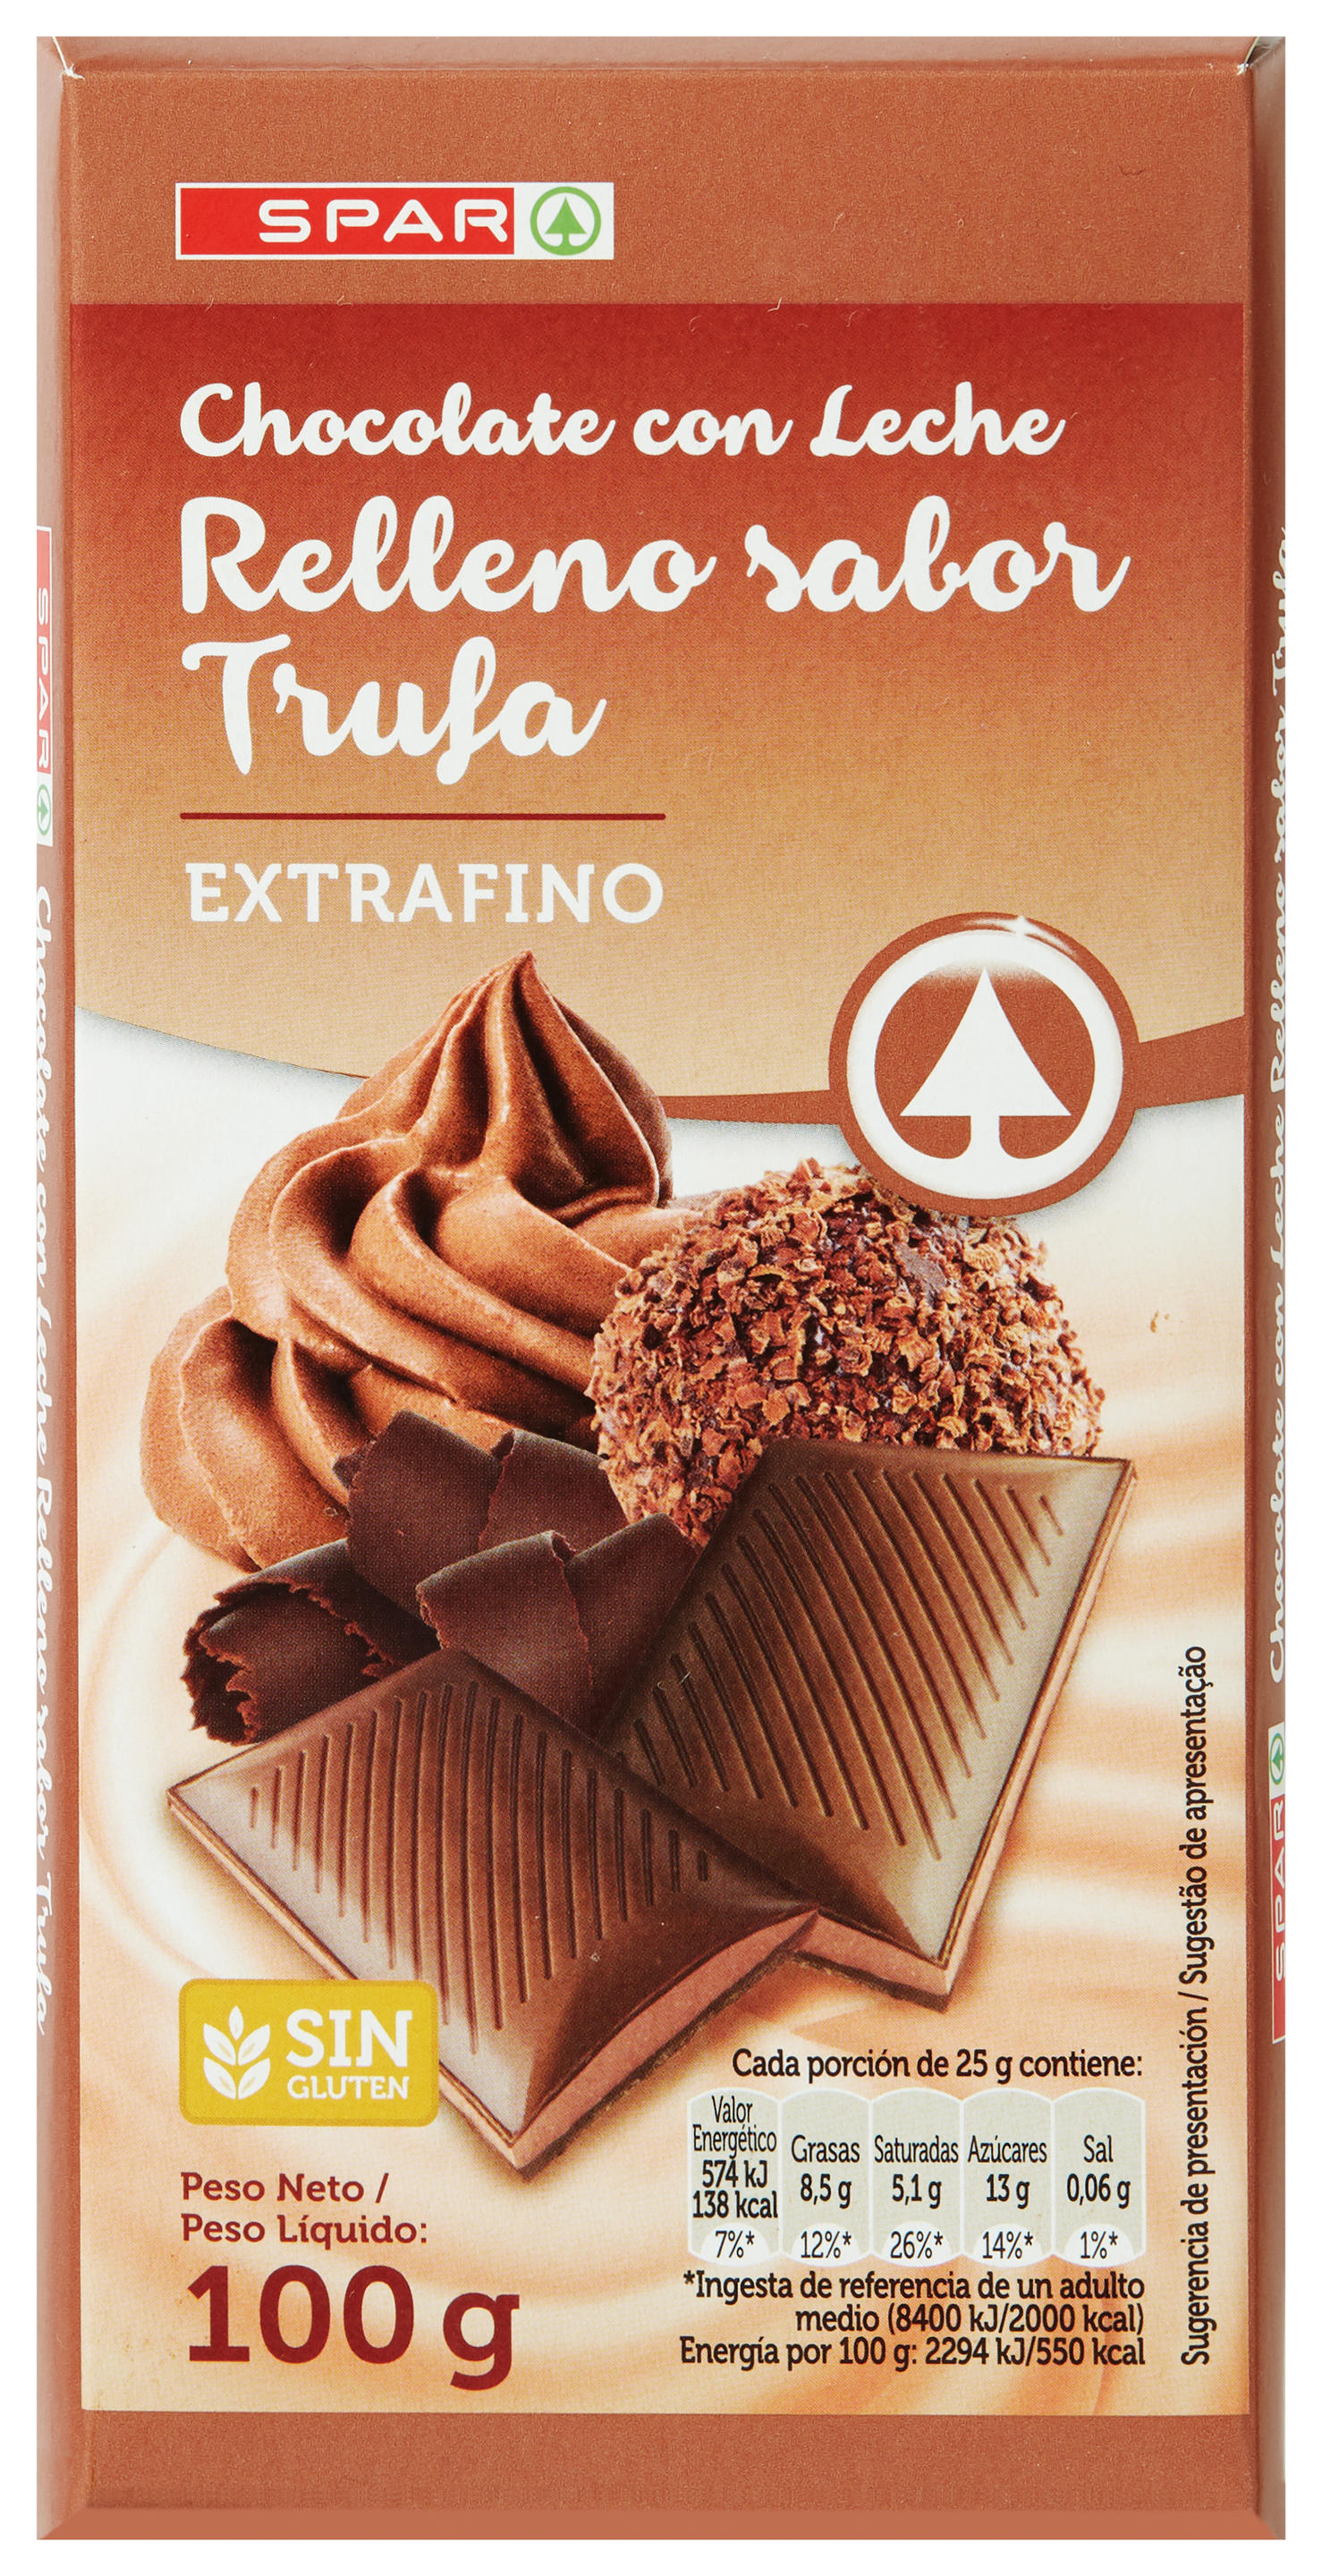 SPAR
Chocolate con Leche
Relleno sabor
Trufa
EXTRAFINO
SIN
GLUTEN
Peso Neto /
Peso Líquido:
100 g
Cada porción de 25 g contiene:
Valor
Energético
574 kJ
138 kcal
7%*
Grasas
8,5 g
12%*
Saturadas
5,1 g
26%*
Azúcares
13 g
14%*
Sal
0,06 g
1%*
*Ingesta de referencia de un adulto
medio (8400 kJ/2000 kcal)
Energía por 100 g: 2294 kJ/550 kcal
Sugerencia de presentación / Sugestão de apresentação
SPAR
Chocolate con Leche Relleno sabor Trufa
SPAR
Chocolate con Leche Relleno sabor Trufa